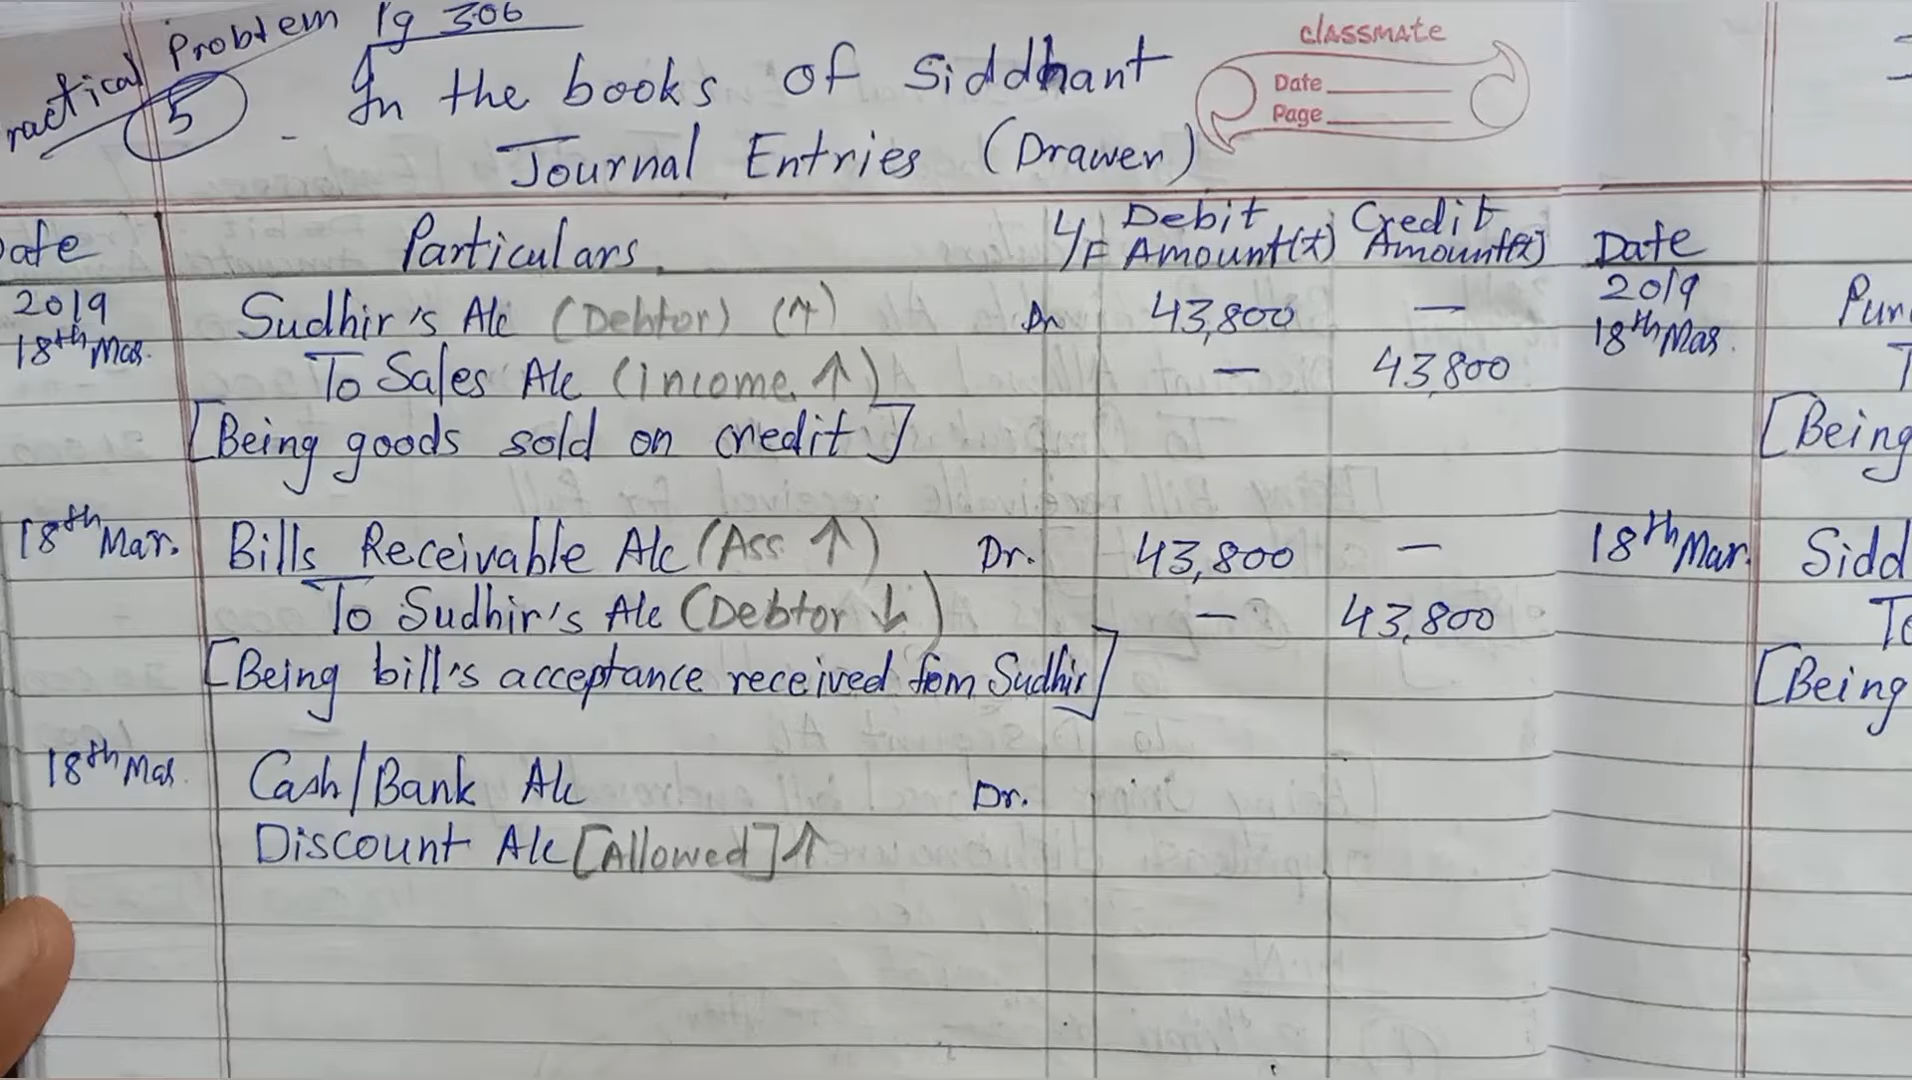 ractical Problem Pg 306
5
In the books of Siddhant
Journal Entries (Drawer)
classmate
Date
Page
Date Particulars L/F Debit Amount(₹) Credit Amount(₹)
2019
18th Mar. Sudhir's A/c (Debtor) (↑) Dr 43,800 —
To Sales A/c (income ↑) — 43,800
[Being goods sold on credit]
18th Mar. Bills Receivable A/c (Ass ↑) Dr. 43,800 —
To Sudhir's A/c (Debtor ↓) — 43,800
[Being bill's acceptance received fom Sudhir]
18th Mar. Cash/Bank A/c Dr.
Discount A/c [Allowed] ↑
Date
2019
18th Mar. Pur
T
[Being
18th Mar. Sidd
To
[Being